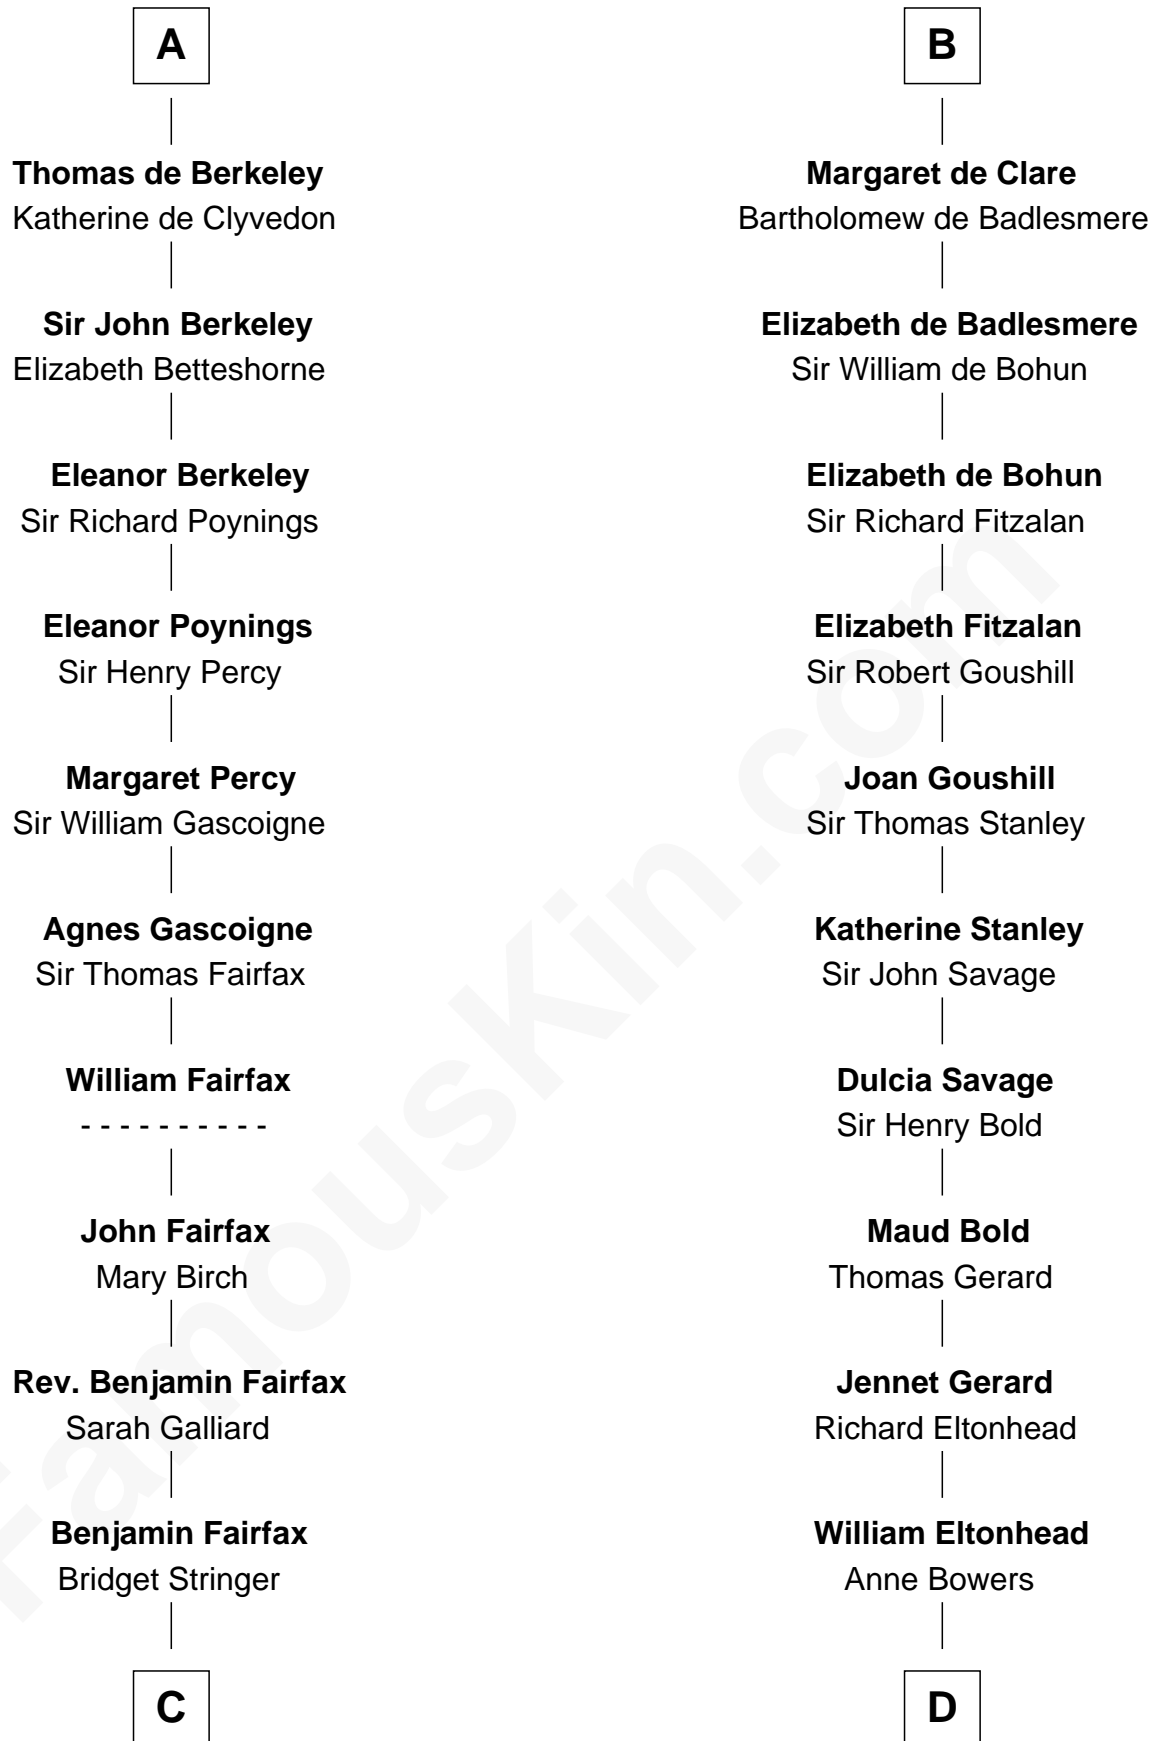 A
Thomas de Berkeley
Katherine de Clyvedon
Sir John Berkeley
Elizabeth Betteshorne
Eleanor Berkeley
Sir Richard Poynings
Eleanor Poynings
Sir Henry Percy
Margaret Percy
Sir William Gascoigne
Agnes Gascoigne
Sir Thomas Fairfax
William Fairfax
- - - - - - - - - -
John Fairfax
Mary Birch
Rev. Benjamin Fairfax
Sarah Galliard
Benjamin Fairfax
Bridget Stringer
C
B
Margaret de Clare
Bartholomew de Badlesmere
Elizabeth de Badlesmere
Sir William de Bohun
Elizabeth de Bohun
Sir Richard Fitzalan
Elizabeth Fitzalan
Sir Robert Goushill
Joan Goushill
Sir Thomas Stanley
Katherine Stanley
Sir John Savage
Dulcia Savage
Sir Henry Bold
Maud Bold
Thomas Gerard
Jennet Gerard
Richard Eltonhead
William Eltonhead
Anne Bowers
D
FamousKin.com